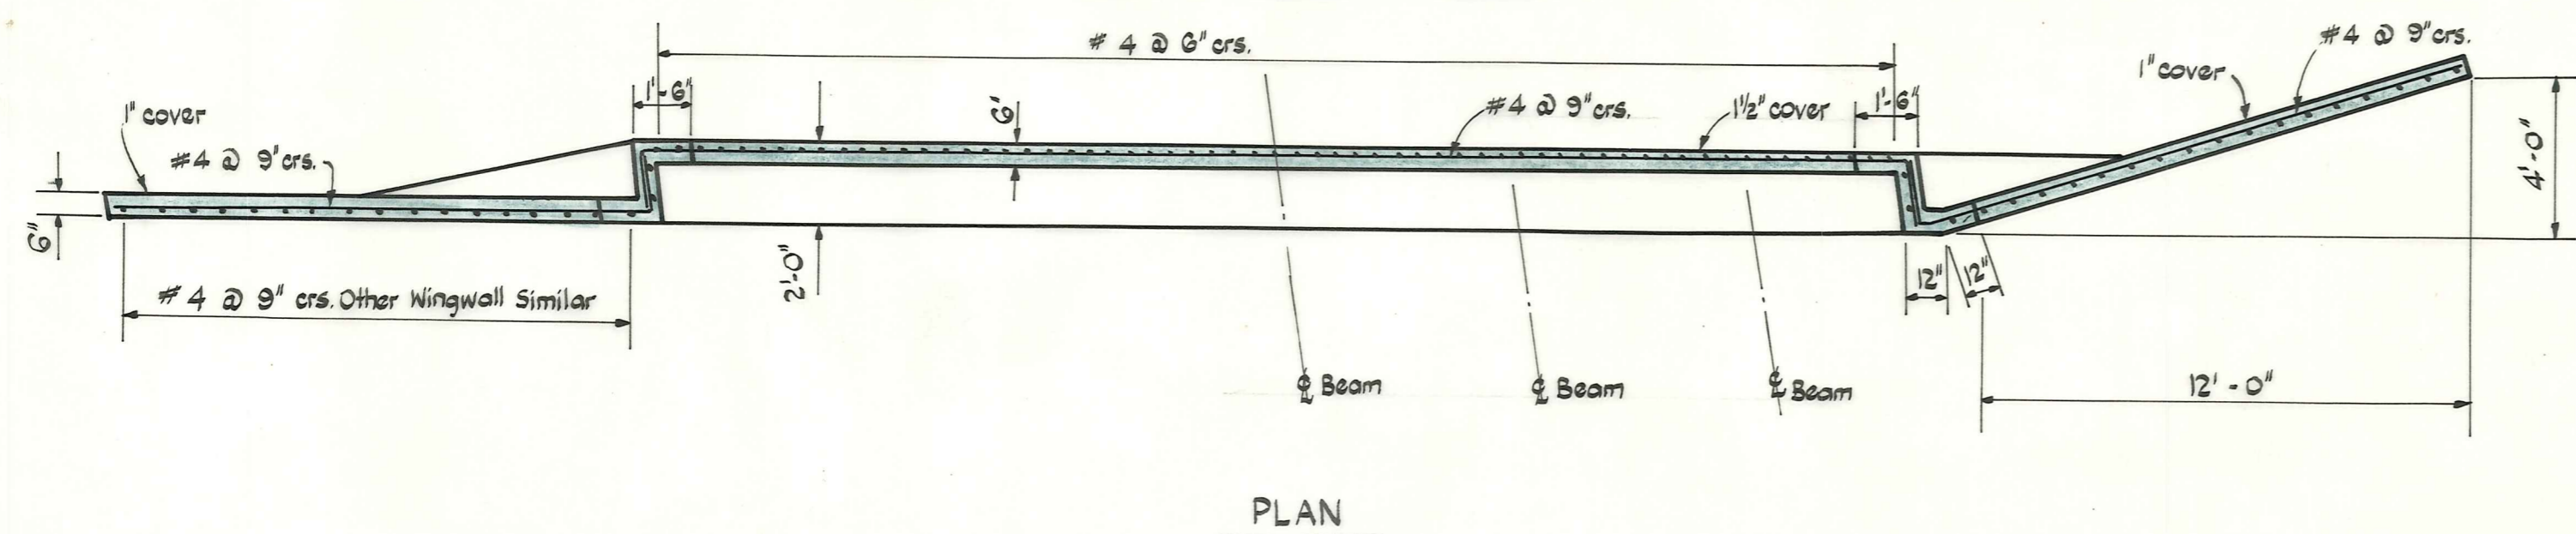 # 4 @ 6" crs.
#4 @ 9" crs.
1" cover
1'-6"
6'
#4 @ 9" crs.
1½" cover
1'-6"
1" cover
#4 @ 9" crs.
6"
2'-0"
4'-0"
# 4 @ 9" crs. Other Wingwall Similar
12"
12"
℄ Beam
℄ Beam
℄ Beam
12'-0"
PLAN